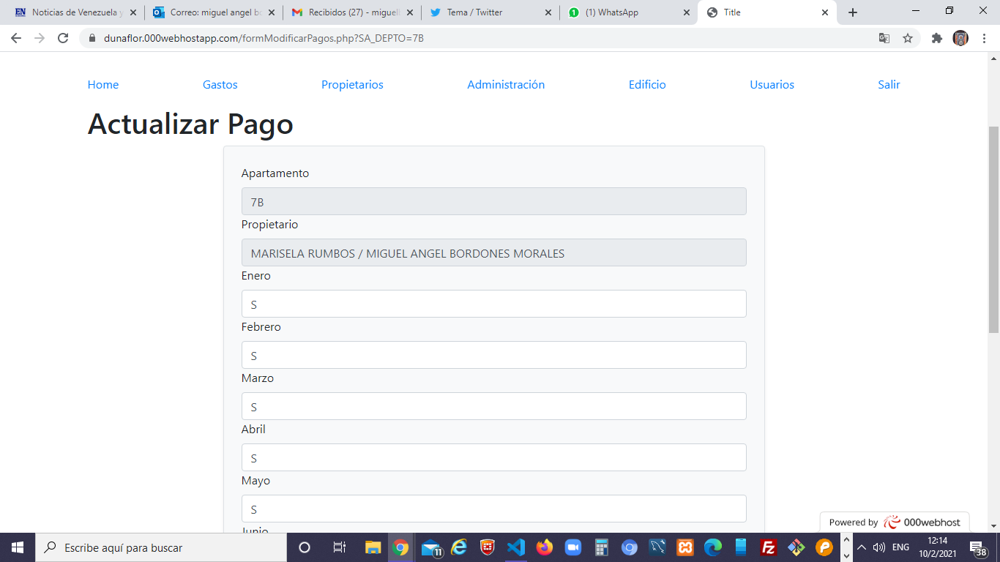 EN Noticias de Venezuela y
Correo: miguel angel bo
Recibidos (27) - miguell
Tema / Twitter
1 (1) WhatsApp
Title
dunaflor.000webhostapp.com/formModificarPagos.php?SA_DEPTO=7B
Home Gastos Propietarios Administración Edificio Usuarios Salir
Actualizar Pago
Apartamento
7B
Propietario
MARISELA RUMBOS / MIGUEL ANGEL BORDONES MORALES
Enero
S
Febrero
S
Marzo
S
Abril
S
Mayo
S
Junio
Powered by 000webhost
Escribe aquí para buscar
11
ENG
12:14
10/2/2021
38